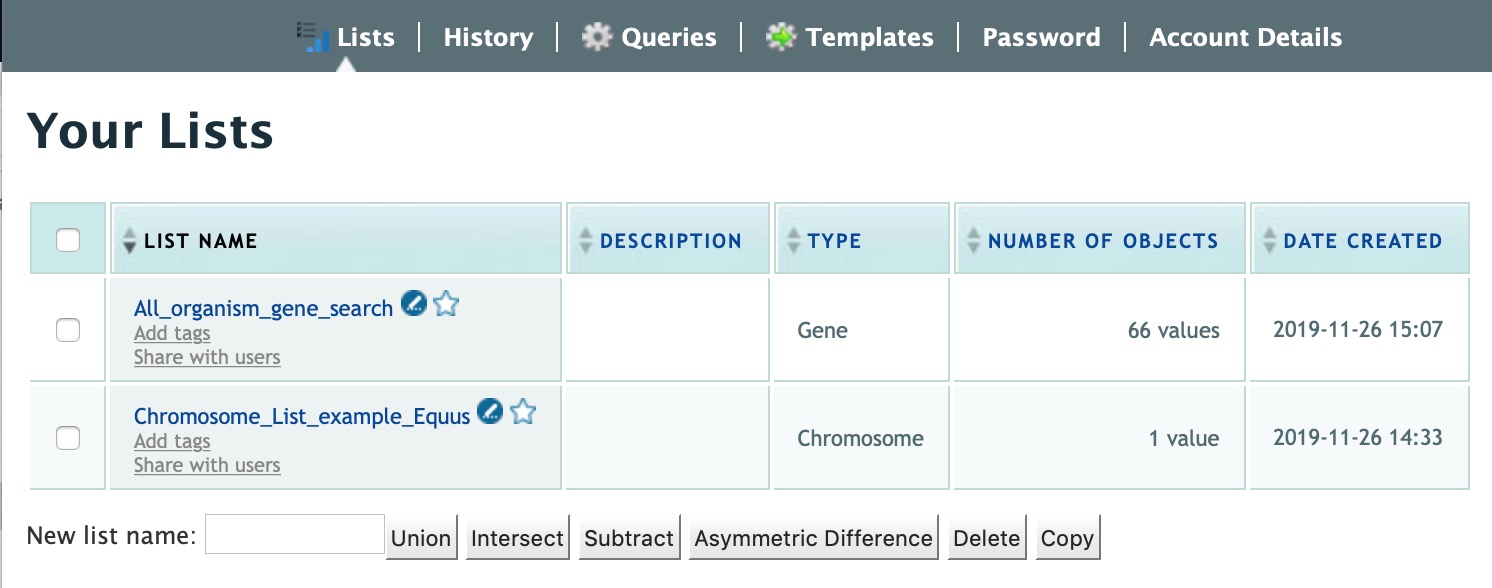 Lists History Queries Templates Password Account Details
Your Lists
LIST NAME DESCRIPTION TYPE NUMBER OF OBJECTS DATE CREATED
All_organism_gene_search
Add tags
Share with users
Gene 66 values 2019-11-26 15:07
Chromosome_List_example_Equus
Add tags
Share with users
Chromosome 1 value 2019-11-26 14:33
New list name: Union Intersect Subtract Asymmetric Difference Delete Copy